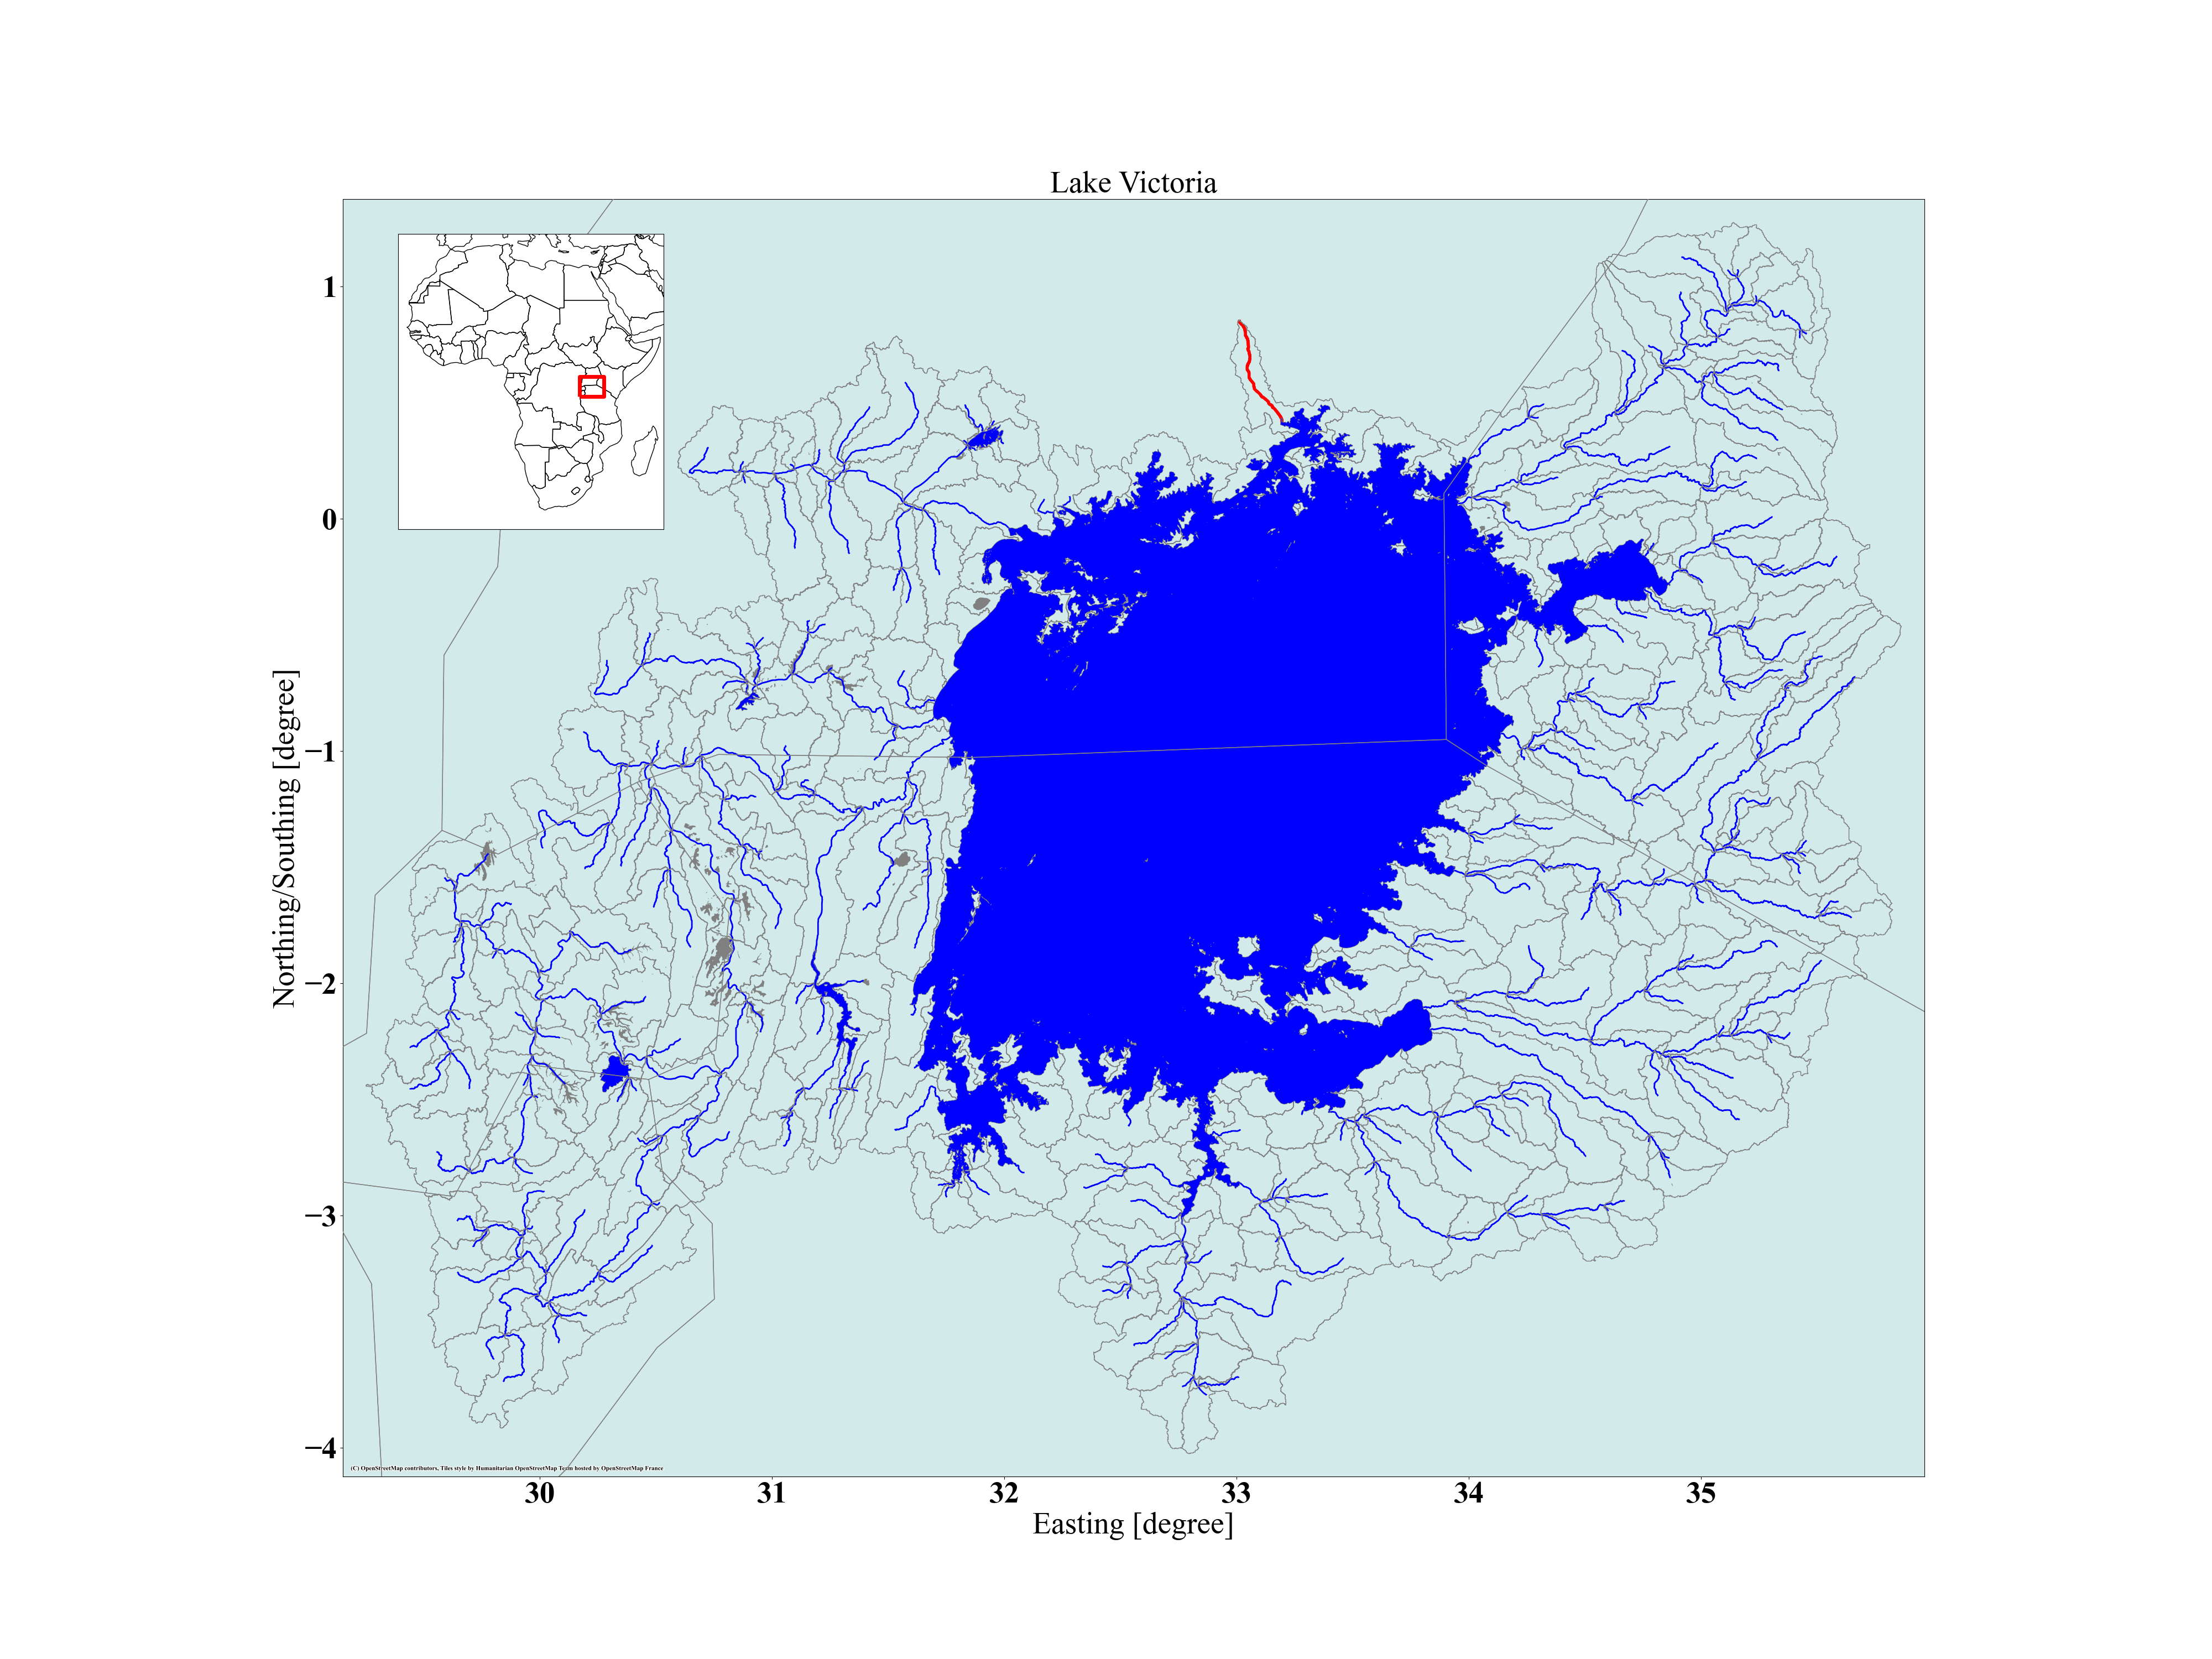 Lake Victoria
1
0
−1
−2
−3
−4
Northing/Southing [degree]
(C) OpenStreetMap contributors, Tiles style by Humanitarian OpenStreetMap Team hosted by OpenStreetMap France
30 31 32 33 34 35
Easting [degree]